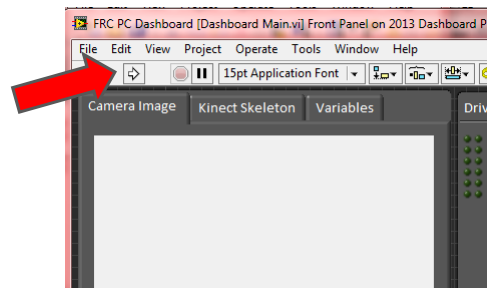 FRC PC Dashboard [Dashboard Main.vi] Front Panel on 2013 Dashboard P
File Edit View Project Operate Tools Window Help
15pt Application Font
Camera Image Kinect Skeleton Variables
Driv